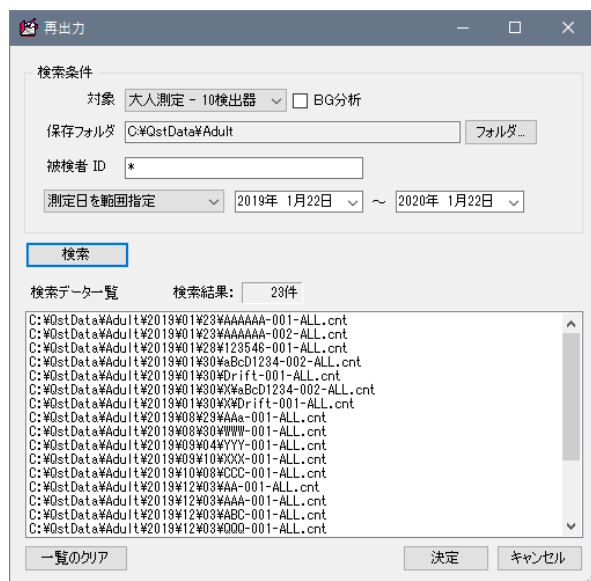 再出力
検索条件
対象 大人測定 - 10検出器 BG分析
保存フォルダ C:¥QstData¥Adult フォルダ...
被検者 ID *
測定日を範囲指定 2019年 1月22日 ～ 2020年 1月22日
検索
検索データ一覧 検索結果: 23件
C:¥QstData¥Adult¥2019¥01¥23¥AAAAAA-001-ALL.cnt
C:¥QstData¥Adult¥2019¥01¥23¥AAAAAA-002-ALL.cnt
C:¥QstData¥Adult¥2019¥01¥28¥123546-001-ALL.cnt
C:¥QstData¥Adult¥2019¥01¥30¥aBcD1234-002-ALL.cnt
C:¥QstData¥Adult¥2019¥01¥30¥Drift-001-ALL.cnt
C:¥QstData¥Adult¥2019¥01¥30¥X¥aBcD1234-002-ALL.cnt
C:¥QstData¥Adult¥2019¥01¥30¥X¥Drift-001-ALL.cnt
C:¥QstData¥Adult¥2019¥08¥29¥AAa-001-ALL.cnt
C:¥QstData¥Adult¥2019¥08¥30¥WWW-001-ALL.cnt
C:¥QstData¥Adult¥2019¥09¥04¥YYY-001-ALL.cnt
C:¥QstData¥Adult¥2019¥09¥10¥XXX-001-ALL.cnt
C:¥QstData¥Adult¥2019¥10¥08¥CCC-001-ALL.cnt
C:¥QstData¥Adult¥2019¥12¥03¥AA-001-ALL.cnt
C:¥QstData¥Adult¥2019¥12¥03¥AAA-001-ALL.cnt
C:¥QstData¥Adult¥2019¥12¥03¥ABC-001-ALL.cnt
C:¥QstData¥Adult¥2019¥12¥03¥QQQ-001-ALL.cnt
一覧のクリア 決定 キャンセル